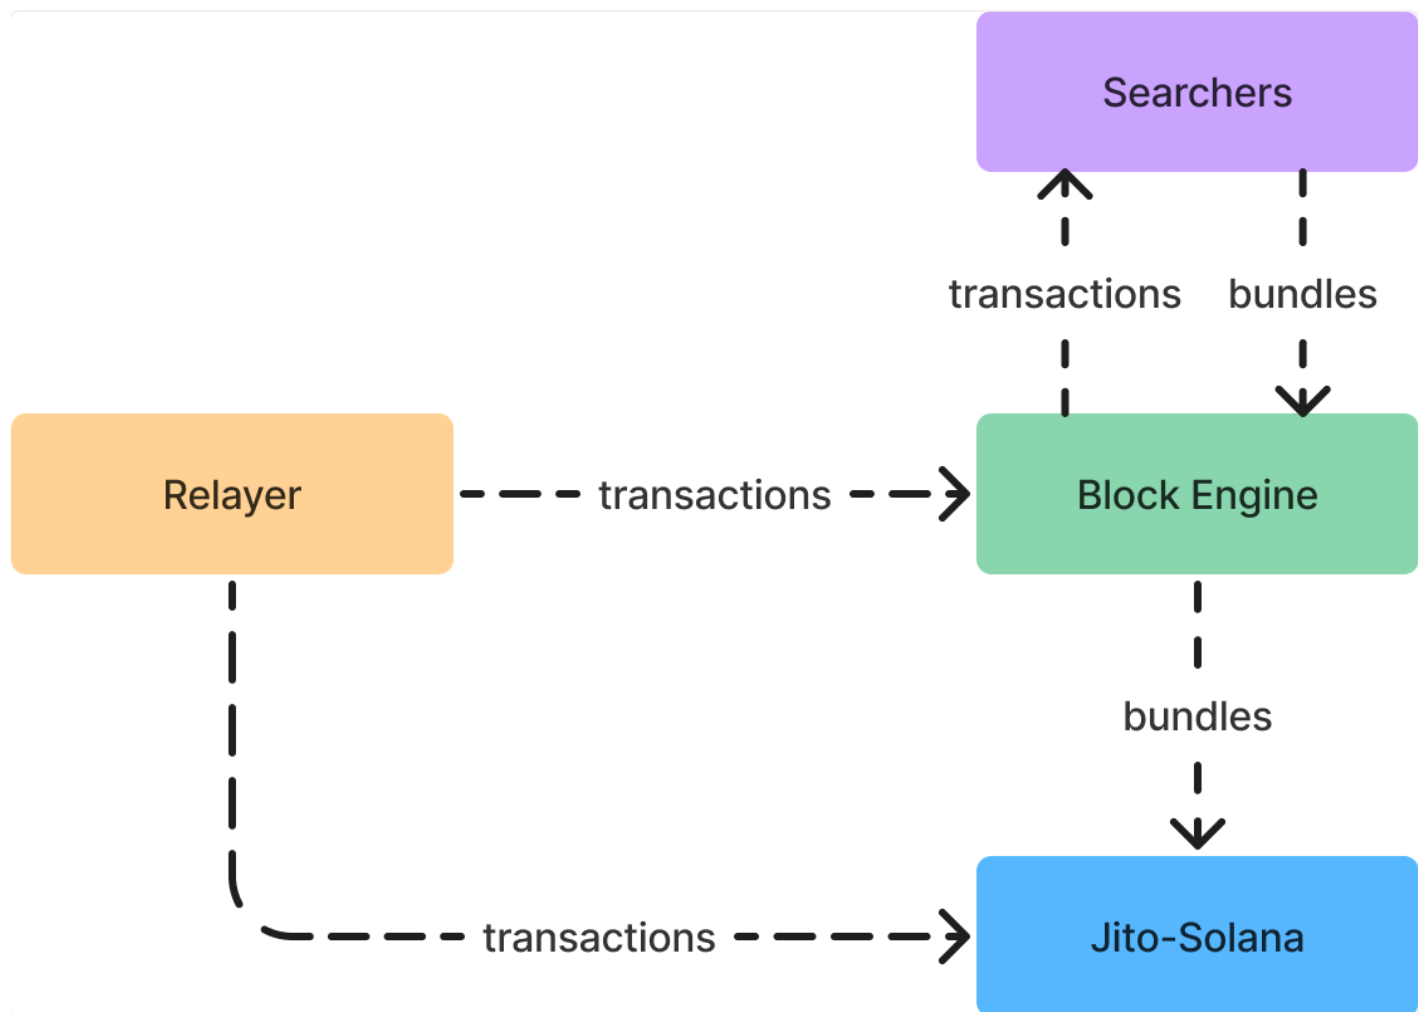 Searchers
transactions
bundles
Relayer
transactions
Block Engine
bundles
transactions
Jito-Solana